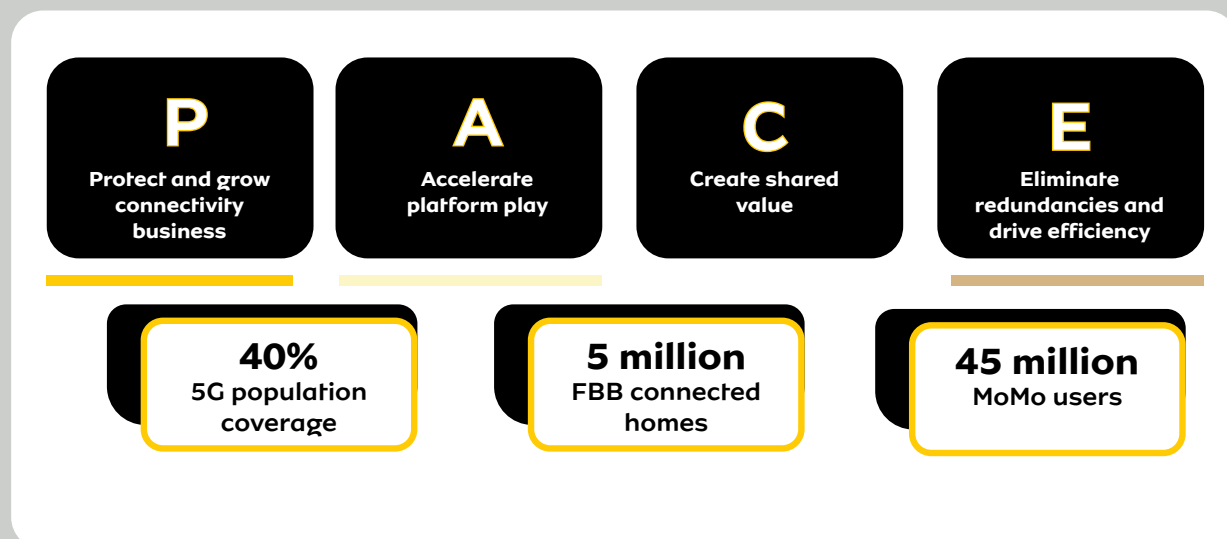 P
Protect and grow
connectivity
business
A
Accelerate
platform play
C
Create shared
value
E
Eliminate
redundancies and
drive efficiency
40%
5G population
coverage
5 million
FBB connected
homes
45 million
MoMo users